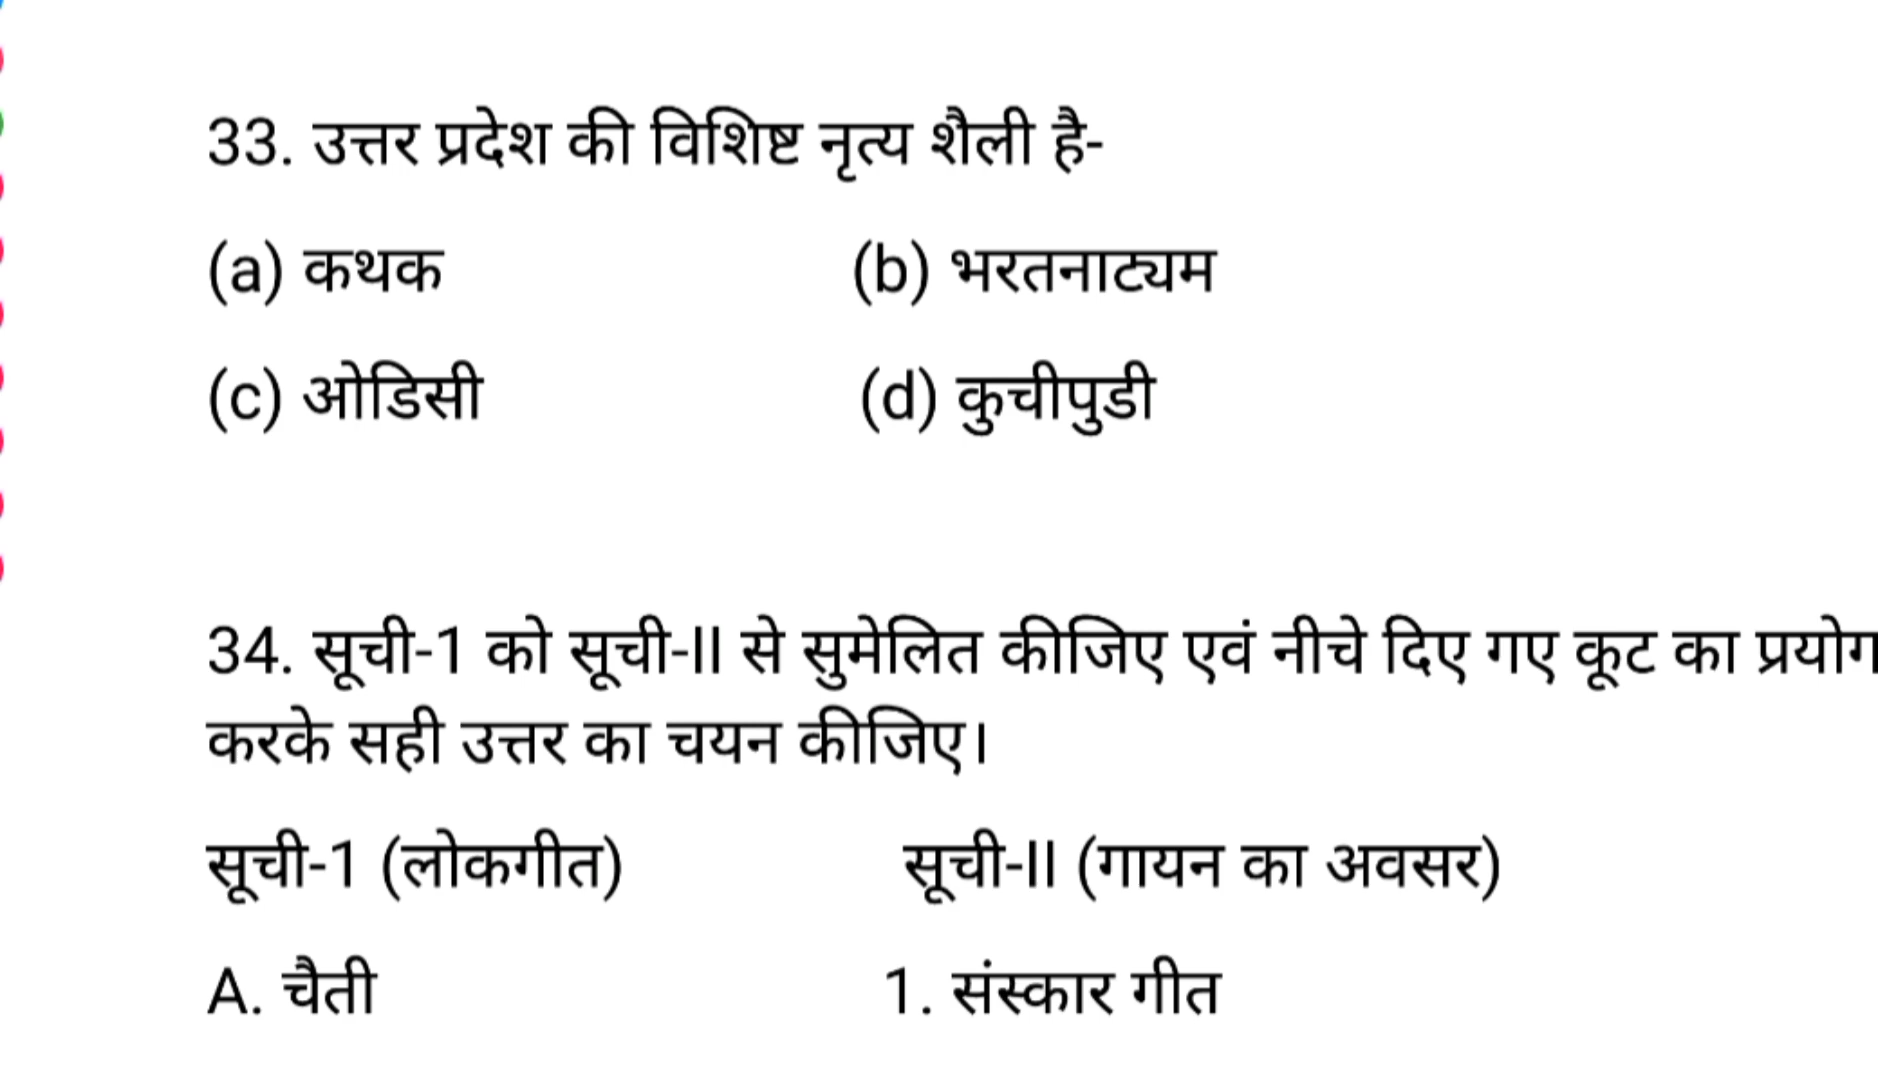 33. उत्तर प्रदेश की विशिष्ट नृत्य शैली है-
(a) कथक (b) भरतनाट्यम
(c) ओडिसी (d) कुचीपुडी
34. सूची-1 को सूची-II से सुमेलित कीजिए एवं नीचे दिए गए कूट का प्रयोग
करके सही उत्तर का चयन कीजिए।
सूची-1 (लोकगीत) सूची-II (गायन का अवसर)
A. चैती 1. संस्कार गीत